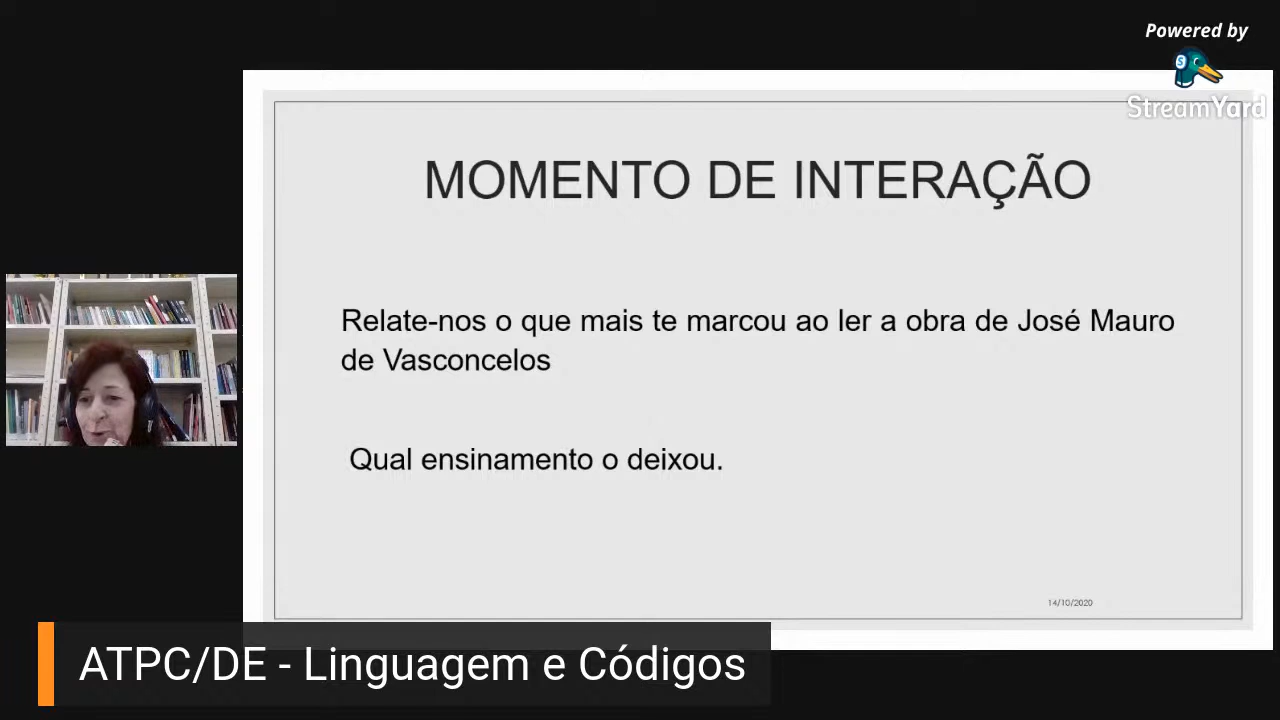 Powered by
StreamYard
MOMENTO DE INTERAÇÃO
Relate-nos o que mais te marcou ao ler a obra de José Mauro
de Vasconcelos
Qual ensinamento o deixou.
14/10/2020
ATPC/DE - Linguagem e Códigos